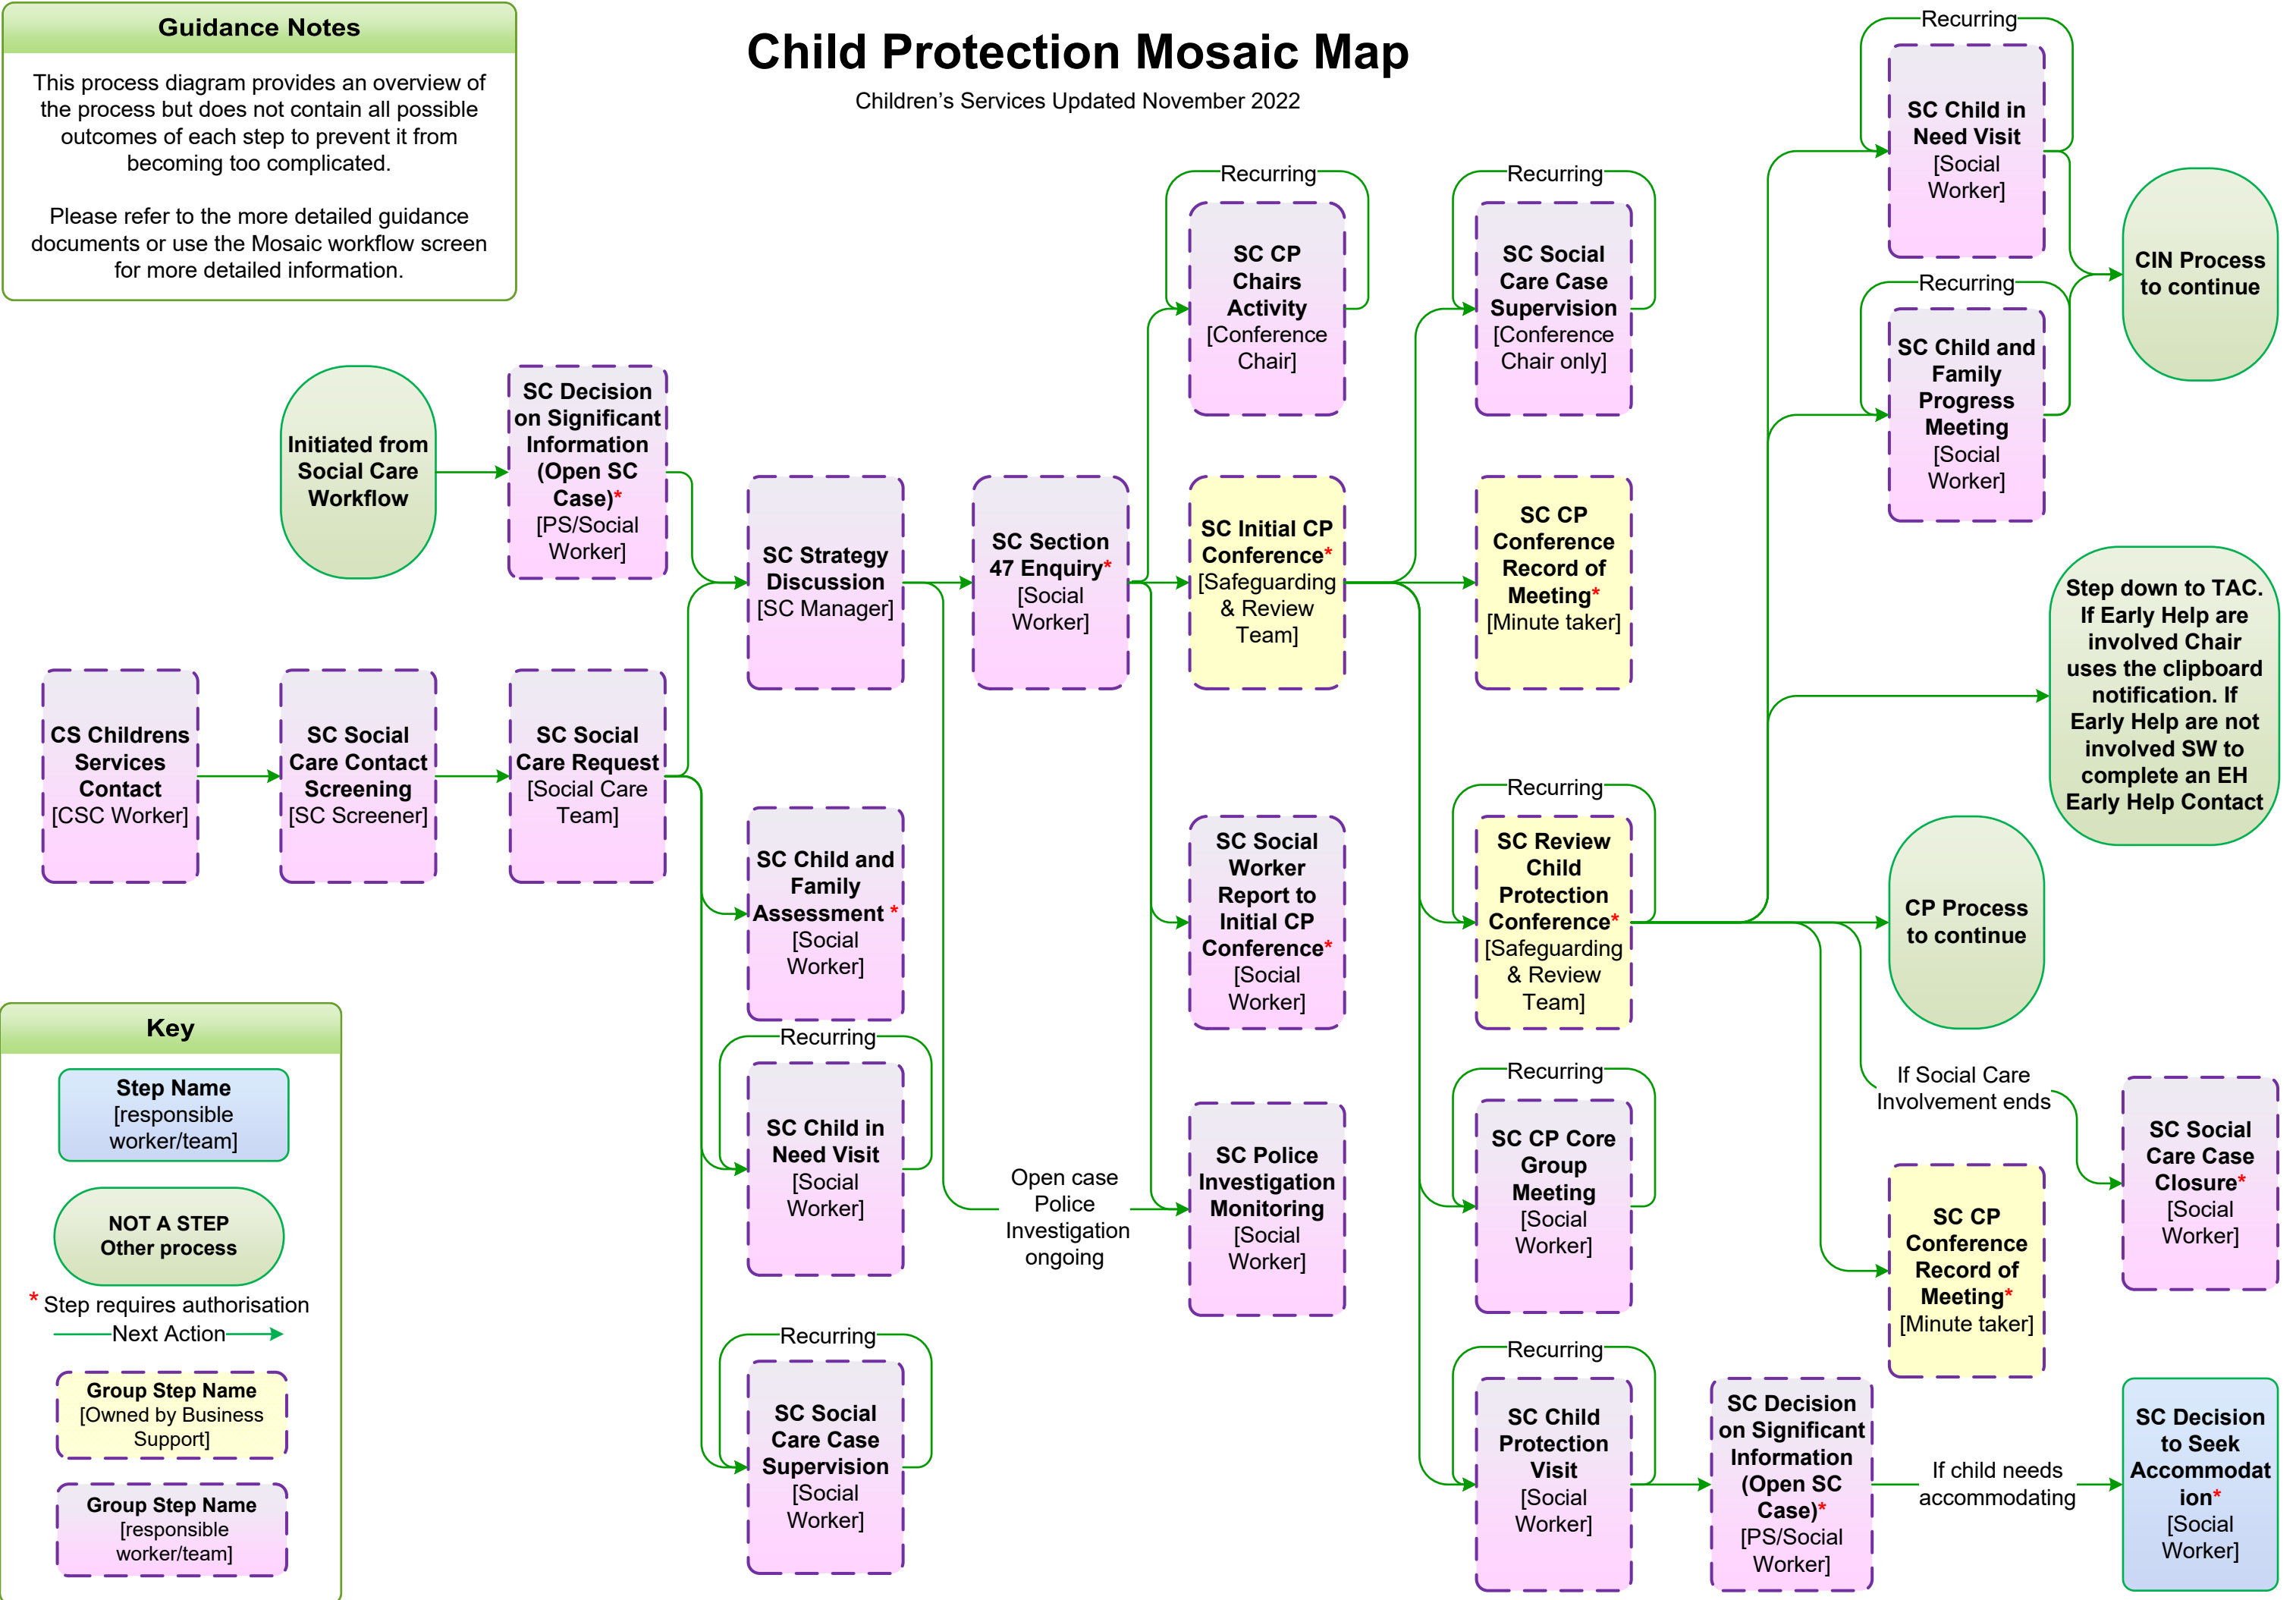 Guidance Notes
This process diagram provides an overview of
the process but does not contain all possible
outcomes of each step to prevent it from
becoming too complicated.
Please refer to the more detailed guidance
documents or use the Mosaic workflow screen
for more detailed information.
Child Protection Mosaic Map
Children’s Services Updated November 2022
Initiated from
Social Care
Workflow
SC Decision
on Significant
Information
(Open SC
Case)*
[PS/Social
Worker]
CS Childrens
Services
Contact
[CSC Worker]
SC Social
Care Contact
Screening
[SC Screener]
SC Social
Care Request
[Social Care
Team]
SC Strategy
Discussion
[SC Manager]
SC Child and
Family
Assessment *
[Social
Worker]
Recurring
SC Child in
Need Visit
[Social
Worker]
Recurring
SC Social
Care Case
Supervision
[Social
Worker]
SC Section
47 Enquiry*
[Social
Worker]
Open case
Police
Investigation
ongoing
Recurring
SC CP
Chairs
Activity
[Conference
Chair]
SC Initial CP
Conference*
[Safeguarding
& Review
Team]
SC Social
Worker
Report to
Initial CP
Conference*
[Social
Worker]
SC Police
Investigation
Monitoring
[Social
Worker]
Recurring
SC Social
Care Case
Supervision
[Conference
Chair only]
SC CP
Conference
Record of
Meeting*
[Minute taker]
Recurring
SC Review
Child
Protection
Conference*
[Safeguarding
& Review
Team]
Recurring
SC CP Core
Group
Meeting
[Social
Worker]
Recurring
SC Child
Protection
Visit
[Social
Worker]
SC Decision
on Significant
Information
(Open SC
Case)*
[PS/Social
Worker]
If child needs
accommodating
SC Decision
to Seek
Accommodat
ion*
[Social
Worker]
Recurring
SC Child in
Need Visit
[Social
Worker]
Recurring
SC Child and
Family
Progress
Meeting
[Social
Worker]
CIN Process
to continue
Step down to TAC.
If Early Help are
involved Chair
uses the clipboard
notification. If
Early Help are not
involved SW to
complete an EH
Early Help Contact
CP Process
to continue
If Social Care
Involvement ends
SC Social
Care Case
Closure*
[Social
Worker]
SC CP
Conference
Record of
Meeting*
[Minute taker]
Key
Step Name
[responsible
worker/team]
NOT A STEP
Other process
* Step requires authorisation
Next Action
Group Step Name
[Owned by Business
Support]
Group Step Name
[responsible
worker/team]